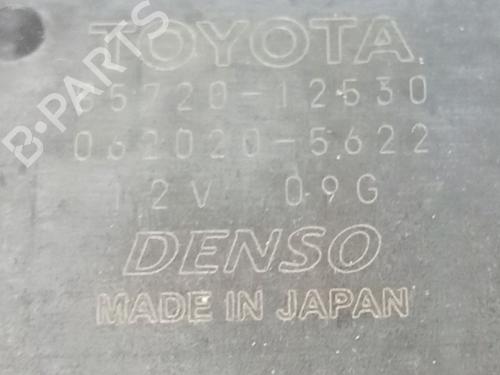 TOYOTA
85720-12530
062020-5622
12V 09G
DENSO
MADE IN JAPAN
B-PARTS